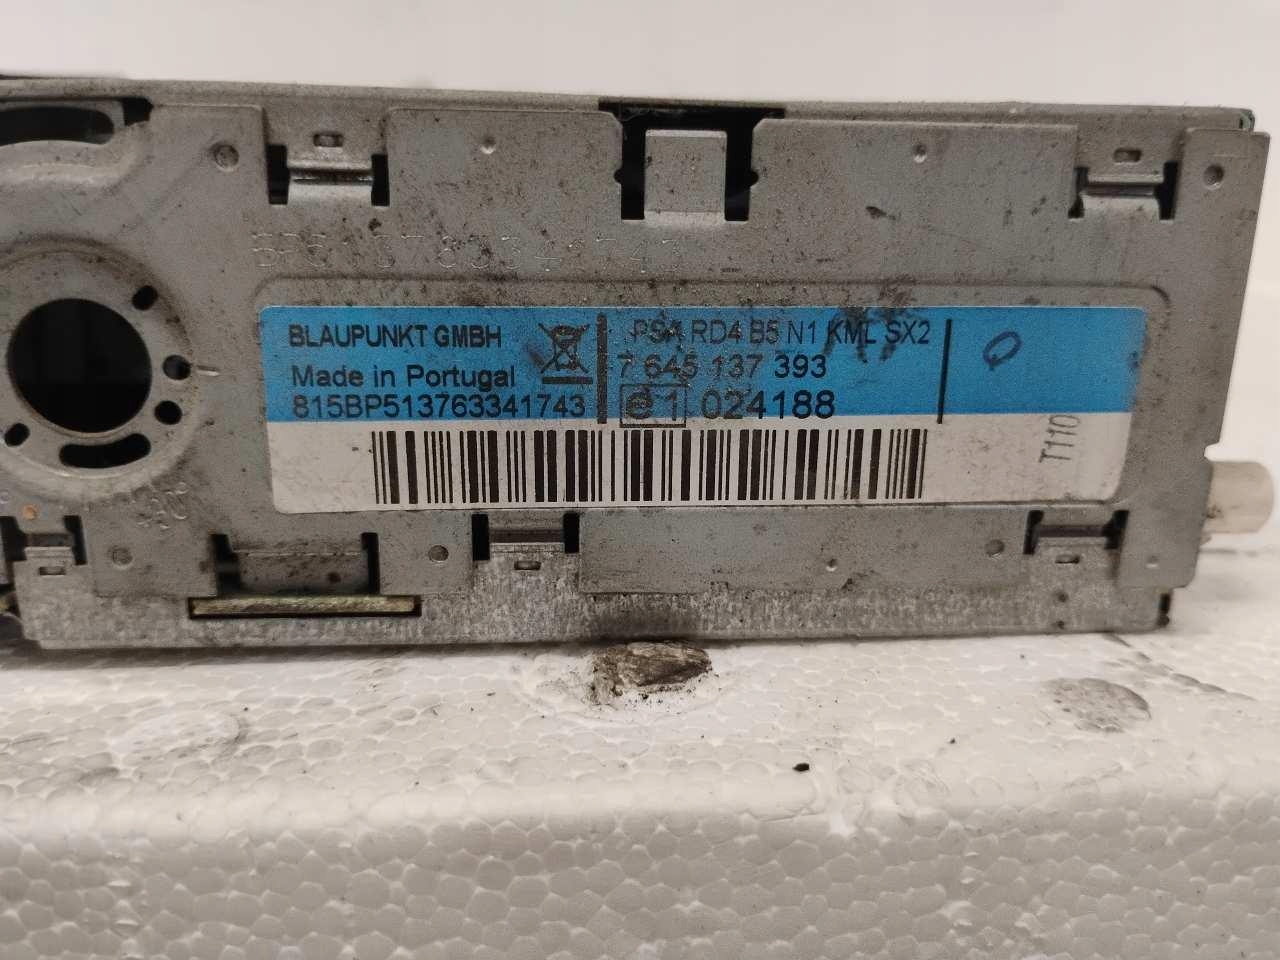 BLAUPUNKT GMBH
Made in Portugal
815BP513763341743
PSA RD4 B5 N1 KML SX2
7 645 137 393
e1 024188
T110